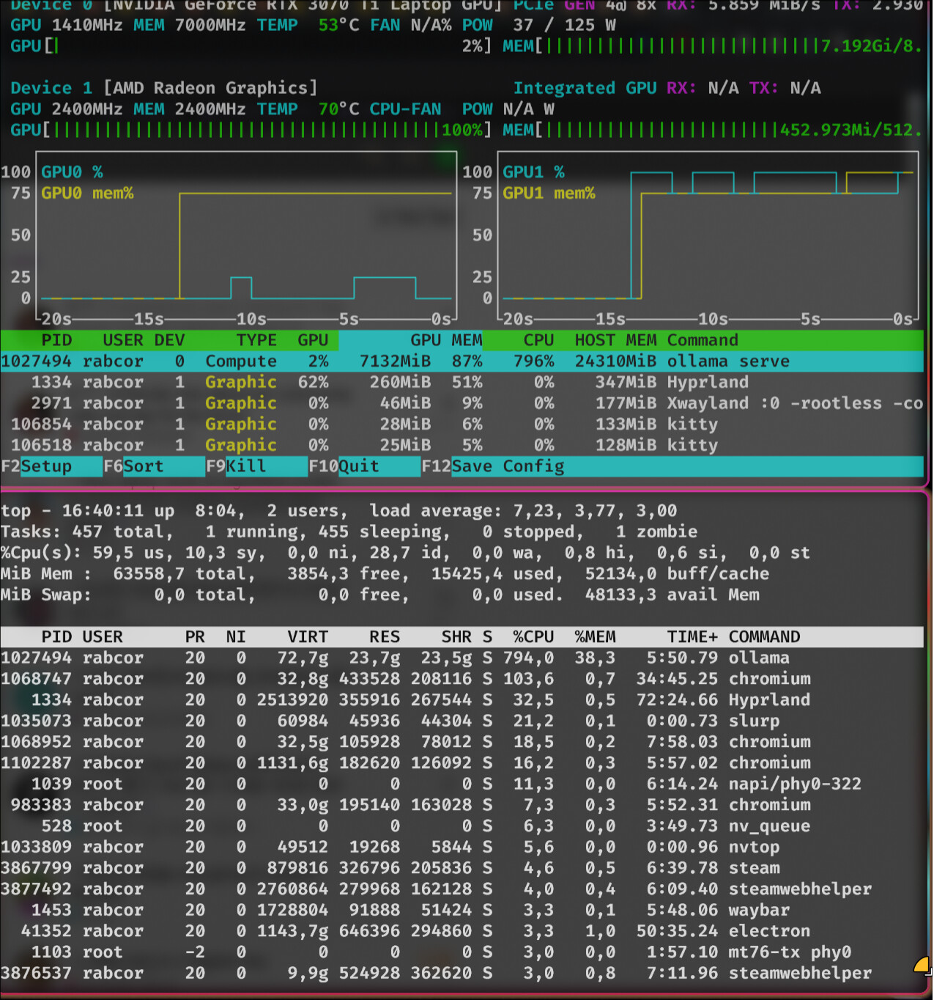 Device 0 [NVIDIA GeForce RTX 3070 Ti Laptop GPU] PCIe GEN 4@ 8x RX: 5.859 MiB/s TX: 2.930
GPU 1410MHz MEM 7000MHz TEMP 53°C FAN N/A% POW 37 / 125 W
GPU[| 2%] MEM[|||||||||||||||||||||||||||7.192Gi/8.
Device 1 [AMD Radeon Graphics] Integrated GPU RX: N/A TX: N/A
GPU 2400MHz MEM 2400MHz TEMP 70°C CPU-FAN POW N/A W
GPU[||||||||||||||||||||||||||||||||||||||100%] MEM[|||||||||||||||||||||||452.973Mi/512.
100 GPU0 % 100 GPU1 %
75 GPU0 mem% 75 GPU1 mem%
50 50
25 25
0 0
20s 15s 10s 5s 0s 20s 15s 10s 5s 0s
PID USER DEV TYPE GPU GPU MEM CPU HOST MEM Command
1027494 rabcor 0 Compute 2% 7132MiB 87% 796% 24310MiB ollama serve
1334 rabcor 1 Graphic 62% 260MiB 51% 0% 347MiB Hyprland
2971 rabcor 1 Graphic 0% 46MiB 9% 0% 177MiB Xwayland :0 -rootless -co
106854 rabcor 1 Graphic 0% 28MiB 6% 0% 133MiB kitty
106518 rabcor 1 Graphic 0% 25MiB 5% 0% 128MiB kitty
F2Setup F6Sort F9Kill F10Quit F12Save Config
top - 16:40:11 up 8:04, 2 users, load average: 7,23, 3,77, 3,00
Tasks: 457 total, 1 running, 455 sleeping, 0 stopped, 1 zombie
%Cpu(s): 59,5 us, 10,3 sy, 0,0 ni, 28,7 id, 0,0 wa, 0,8 hi, 0,6 si, 0,0 st
MiB Mem : 63558,7 total, 3854,3 free, 15425,4 used, 52134,0 buff/cache
MiB Swap: 0,0 total, 0,0 free, 0,0 used. 48133,3 avail Mem
PID USER PR NI VIRT RES SHR S %CPU %MEM TIME+ COMMAND
1027494 rabcor 20 0 72,7g 23,7g 23,5g S 794,0 38,3 5:50.79 ollama
1068747 rabcor 20 0 32,8g 433528 208116 S 103,6 0,7 34:45.25 chromium
1334 rabcor 20 0 2513920 355916 267544 S 32,5 0,5 72:24.66 Hyprland
1035073 rabcor 20 0 60984 45936 44304 S 21,2 0,1 0:00.73 slurp
1068952 rabcor 20 0 32,5g 105928 78012 S 18,5 0,2 7:58.03 chromium
1102287 rabcor 20 0 1131,6g 182620 126092 S 16,2 0,3 5:57.02 chromium
1039 root 20 0 0 0 0 S 11,3 0,0 6:14.24 napi/phy0-322
983383 rabcor 20 0 33,0g 195140 163028 S 7,3 0,3 5:52.31 chromium
528 root 20 0 0 0 0 S 6,3 0,0 3:49.73 nv_queue
1033809 rabcor 20 0 49512 19268 5844 S 5,6 0,0 0:00.96 nvtop
3867799 rabcor 20 0 879816 326796 205836 S 4,6 0,5 6:39.78 steam
3877492 rabcor 20 0 2760864 279968 162128 S 4,0 0,4 6:09.40 steamwebhelper
1453 rabcor 20 0 1728804 91888 51424 S 3,3 0,1 5:48.06 waybar
41352 rabcor 20 0 1143,7g 646396 294860 S 3,3 1,0 50:35.24 electron
1103 root -2 0 0 0 0 S 3,0 0,0 1:57.10 mt76-tx phy0
3876537 rabcor 20 0 9,9g 524928 362620 S 3,0 0,8 7:11.96 steamwebhelper